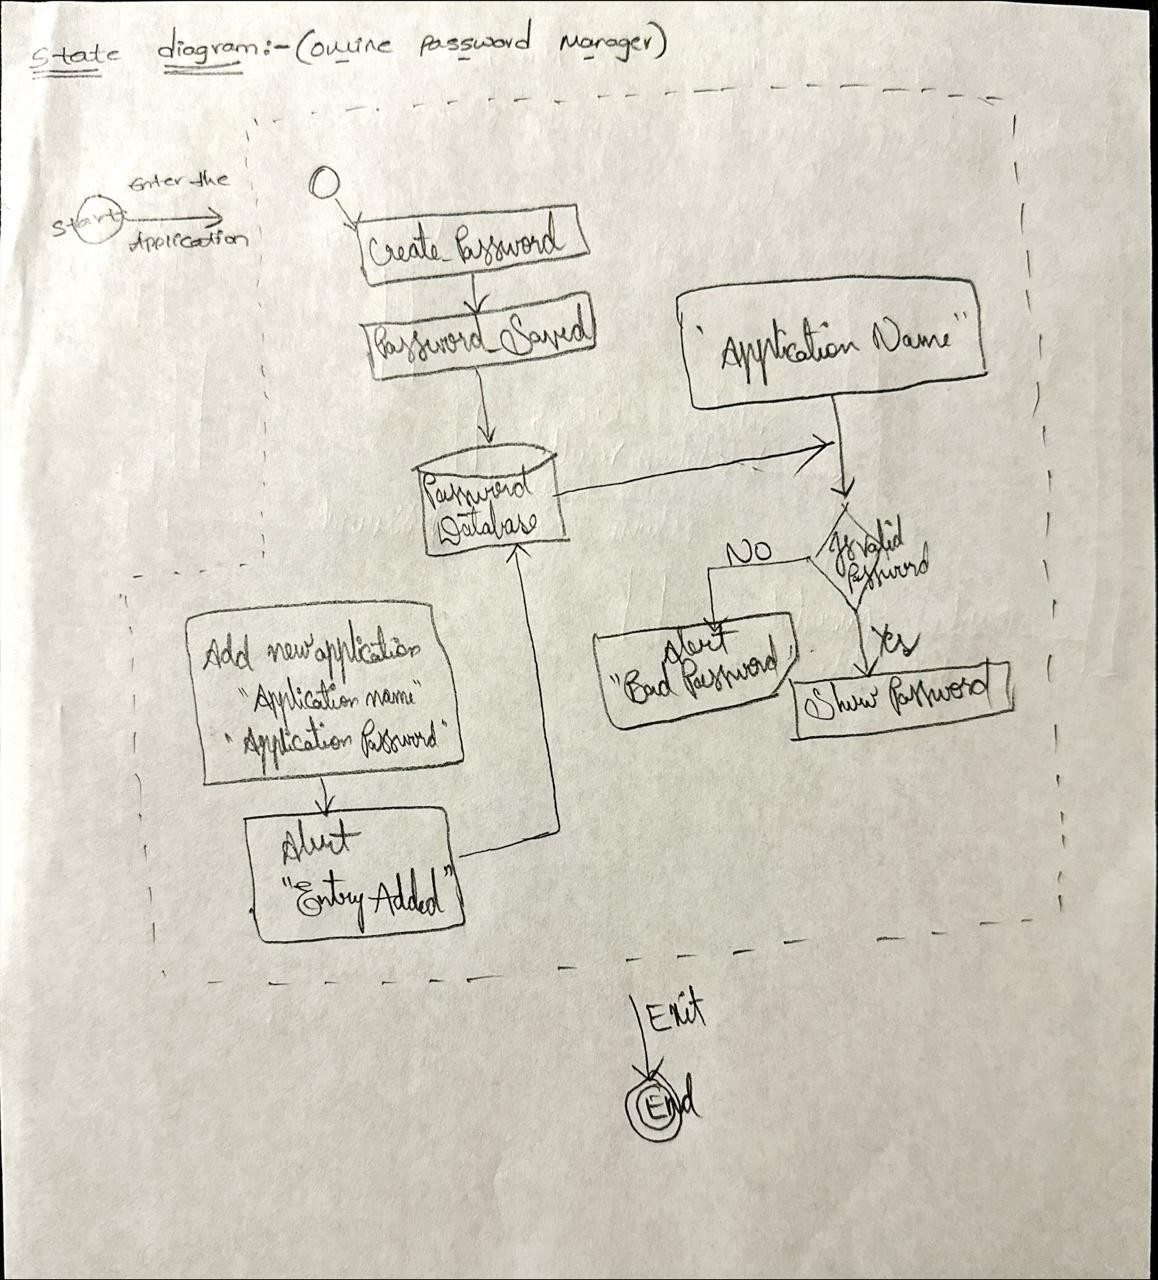 State diagram:- (Online Password Manager)
Enter the
Start
Application
Create_Password
Password_Saved
"Application Name"
Password
Database
Is valid
Password
No
Yes
Alert
"Bad Password"
Show Password
Add new application
"Application name"
"Application Password"
Alert
"Entry Added"
Exit
End